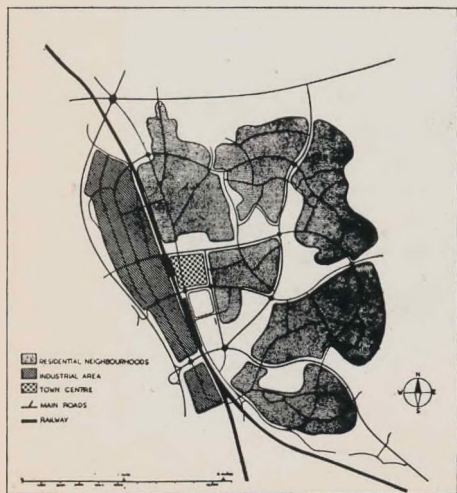 RESIDENTIAL NEIGHBOURHOODS
INDUSTRIAL AREA
TOWN CENTRE
MAIN ROADS
RAILWAY
N
W E
S